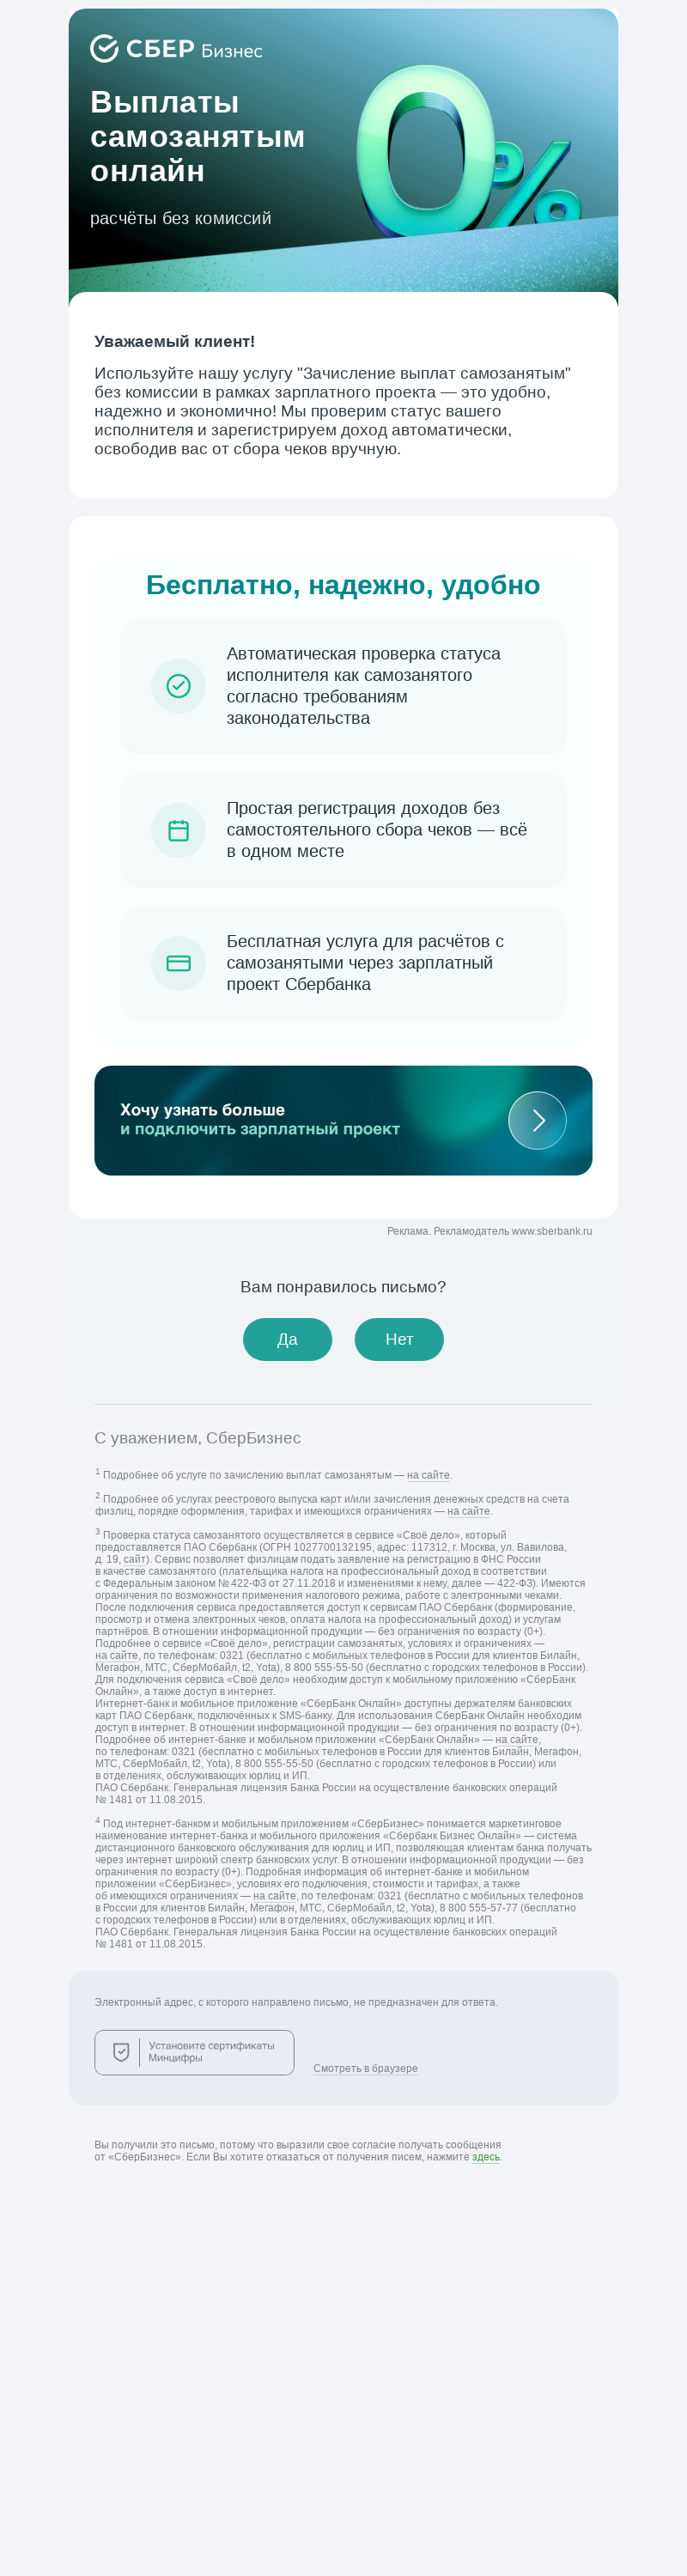 СБЕР Бизнес
Выплаты
самозанятым
онлайн
расчёты без комиссий
0%
Уважаемый клиент!
Используйте нашу услугу "Зачисление выплат самозанятым"
без комиссии в рамках зарплатного проекта — это удобно,
надежно и экономично! Мы проверим статус вашего
исполнителя и зарегистрируем доход автоматически,
освободив вас от сбора чеков вручную.
Бесплатно, надежно, удобно
Автоматическая проверка статуса
исполнителя как самозанятого
согласно требованиям
законодательства
Простая регистрация доходов без
самостоятельного сбора чеков — всё
в одном месте
Бесплатная услуга для расчётов с
самозанятыми через зарплатный
проект Сбербанка
Хочу узнать больше
и подключить зарплатный проект
Реклама. Рекламодатель www.sberbank.ru
Вам понравилось письмо?
Да Нет
С уважением, СберБизнес
1 Подробнее об услуге по зачислению выплат самозанятым — на сайте.
2 Подробнее об услугах реестрового выпуска карт и/или зачисления денежных средств на счета
физлиц, порядке оформления, тарифах и имеющихся ограничениях — на сайте.
3 Проверка статуса самозанятого осуществляется в сервисе «Своё дело», который
предоставляется ПАО Сбербанк (ОГРН 1027700132195, адрес: 117312, г. Москва, ул. Вавилова,
д. 19, сайт). Сервис позволяет физлицам подать заявление на регистрацию в ФНС России
в качестве самозанятого (плательщика налога на профессиональный доход в соответствии
с Федеральным законом № 422-ФЗ от 27.11.2018 и изменениями к нему, далее — 422-ФЗ). Имеются
ограничения по возможности применения налогового режима, работе с электронными чеками.
После подключения сервиса предоставляется доступ к сервисам ПАО Сбербанк (формирование,
просмотр и отмена электронных чеков, оплата налога на профессиональный доход) и услугам
партнёров. В отношении информационной продукции — без ограничения по возрасту (0+).
Подробнее о сервисе «Своё дело», регистрации самозанятых, условиях и ограничениях —
на сайте, по телефонам: 0321 (бесплатно с мобильных телефонов в России для клиентов Билайн,
Мегафон, МТС, СберМобайл, t2, Yota), 8 800 555-55-50 (бесплатно с городских телефонов в России).
Для подключения сервиса «Своё дело» необходим доступ к мобильному приложению «СберБанк
Онлайн», а также доступ в интернет.
Интернет-банк и мобильное приложение «СберБанк Онлайн» доступны держателям банковских
карт ПАО Сбербанк, подключённых к SMS-банку. Для использования СберБанк Онлайн необходим
доступ в интернет. В отношении информационной продукции — без ограничения по возрасту (0+).
Подробнее об интернет-банке и мобильном приложении «СберБанк Онлайн» — на сайте,
по телефонам: 0321 (бесплатно с мобильных телефонов в России для клиентов Билайн, Мегафон,
МТС, СберМобайл, t2, Yota), 8 800 555-55-50 (бесплатно с городских телефонов в России) или
в отделениях, обслуживающих юрлиц и ИП.
ПАО Сбербанк. Генеральная лицензия Банка России на осуществление банковских операций
№ 1481 от 11.08.2015.
4 Под интернет-банком и мобильным приложением «СберБизнес» понимается маркетинговое
наименование интернет-банка и мобильного приложения «Сбербанк Бизнес Онлайн» — система
дистанционного банковского обслуживания для юрлиц и ИП, позволяющая клиентам банка получать
через интернет широкий спектр банковских услуг. В отношении информационной продукции — без
ограничения по возрасту (0+). Подробная информация об интернет-банке и мобильном
приложении «СберБизнес», условиях его подключения, стоимости и тарифах, а также
об имеющихся ограничениях — на сайте, по телефонам: 0321 (бесплатно с мобильных телефонов
в России для клиентов Билайн, Мегафон, МТС, СберМобайл, t2, Yota), 8 800 555-57-77 (бесплатно
с городских телефонов в России) или в отделениях, обслуживающих юрлиц и ИП.
ПАО Сбербанк. Генеральная лицензия Банка России на осуществление банковских операций
№ 1481 от 11.08.2015.
Электронный адрес, с которого направлено письмо, не предназначен для ответа.
Установите сертификаты
Минцифры
Смотреть в браузере
Вы получили это письмо, потому что выразили свое согласие получать сообщения
от «СберБизнес». Если Вы хотите отказаться от получения писем, нажмите здесь.